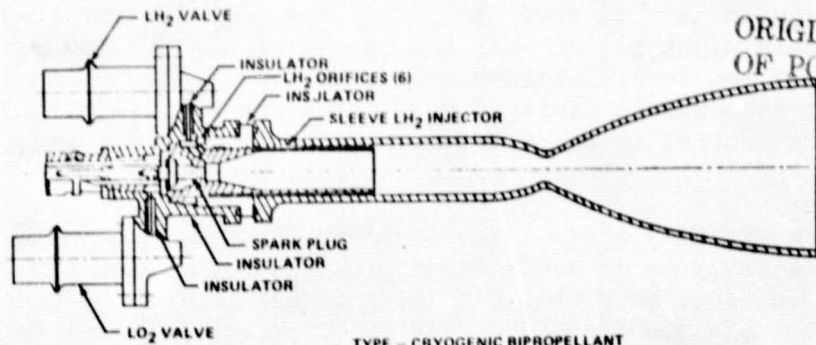 LH2 VALVE
ORIGI
OF PO
INSULATOR
LH2 ORIFICES (6)
INSULATOR
SLEEVE LH2 INJECTOR
SPARK PLUG
INSULATOR
INSULATOR
LO2 VALVE
TYPE – CRYOGENIC BIPROPELLANT